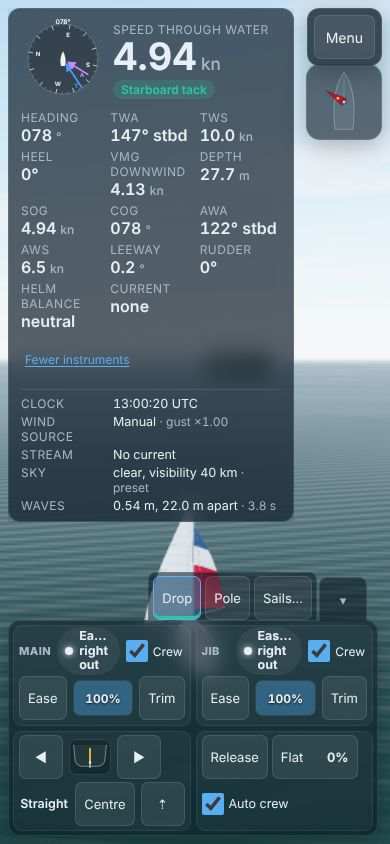 078°
N
E
S
W
SPEED THROUGH WATER
4.94 kn
Starboard tack
Menu
HEADING
078 °
TWA
147° stbd
TWS
10.0 kn
HEEL
0°
VMG
DOWNWIND
4.13 kn
DEPTH
27.7 m
SOG
4.94 kn
COG
078 °
AWA
122° stbd
AWS
6.5 kn
LEEWAY
0.2 °
RUDDER
0°
HELM
BALANCE
neutral
CURRENT
none
Fewer instruments
CLOCK
13:00:20 UTC
WIND
SOURCE
Manual · gust ×1.00
STREAM
No current
SKY
clear, visibility 40 km ·
preset
WAVES
0.54 m, 22.0 m apart · 3.8 s
Drop
Pole
Sails…
▾
MAIN
Ea…
right
out
Crew
Ease
100%
Trim
JIB
Eas…
right
out
Crew
Ease
100%
Trim
◀
▶
Straight
Centre
⇡
Release
Flat 0%
Auto crew